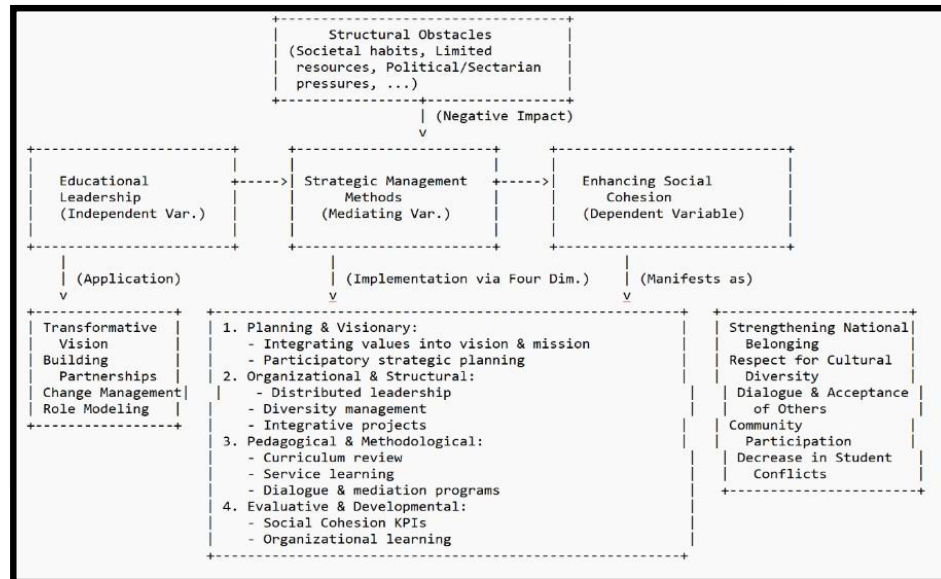 Structural Obstacles
(Societal habits, Limited
resources, Political/Sectarian
pressures, ...)
(Negative Impact)
Educational
Leadership
(Independent Var.)
Strategic Management
Methods
(Mediating Var.)
Enhancing Social
Cohesion
(Dependent Variable)
(Application)
(Implementation via Four Dim.)
(Manifests as)
Transformative
Vision
Building
Partnerships
Change Management
Role Modeling
1. Planning & Visionary:
- Integrating values into vision & mission
- Participatory strategic planning
2. Organizational & Structural:
- Distributed leadership
- Diversity management
- Integrative projects
3. Pedagogical & Methodological:
- Curriculum review
- Service learning
- Dialogue & mediation programs
4. Evaluative & Developmental:
- Social Cohesion KPIs
- Organizational learning
Strengthening National
Belonging
Respect for Cultural
Diversity
Dialogue & Acceptance
of Others
Community
Participation
Decrease in Student
Conflicts